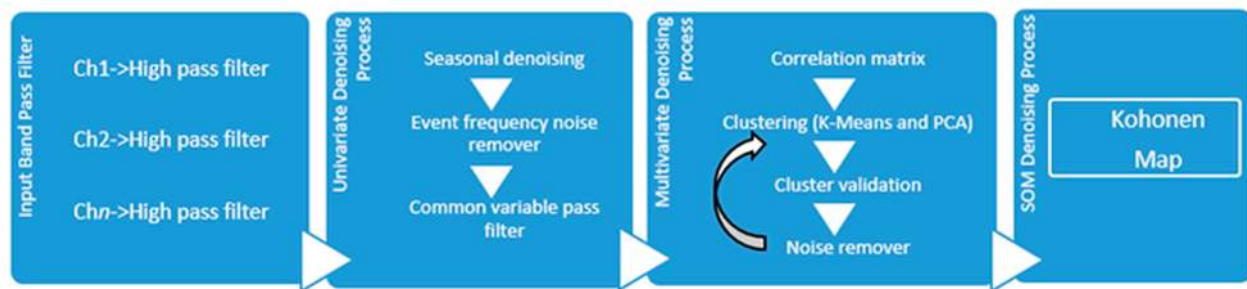 Input Band Pass Filter
Ch1->High pass filter
Ch2->High pass filter
Chn->High pass filter
Univariate Denoising
Process
Seasonal denoising
Event frequency noise
remover
Common variable pass
filter
Multivariate Denoising
Process
Correlation matrix
Clustering (K-Means and PCA)
Cluster validation
Noise remover
SOM Denoising Process
Kohonen
Map